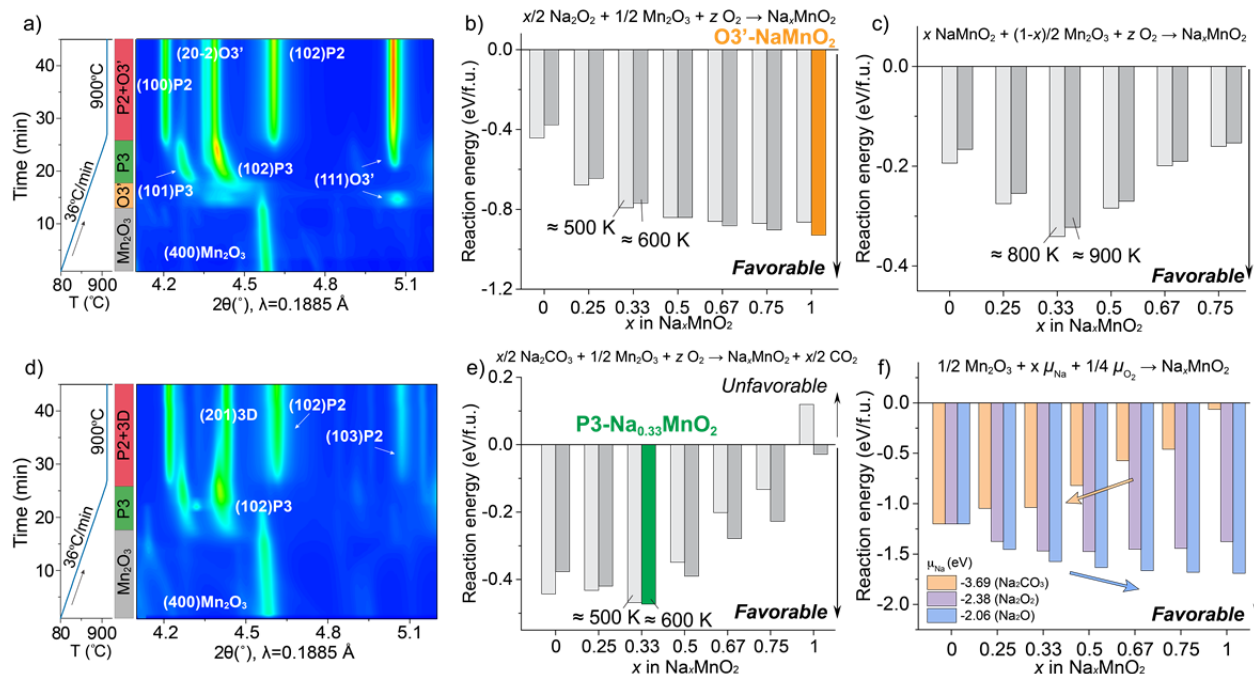 a)
Time (min)
40
30
20
10
900°C
36°C/min
80 900
T (°C)
P2+O3'
P3
O3'
Mn₂O₃
(20-2)O3'
(102)P2
(100)P2
(102)P3
(101)P3
(111)O3'
(400)Mn₂O₃
4.2 4.5 4.8 5.1
2θ(°), λ=0.1885 Å
b)
x/2 Na₂O₂ + 1/2 Mn₂O₃ + z O₂ → NaₓMnO₂
O3'-NaMnO₂
Reaction energy (eV/f.u.)
0.0
-0.4
-0.8
-1.2
≈ 500 K
≈ 600 K
Favorable
0 0.25 0.33 0.5 0.67 0.75 1
x in NaₓMnO₂
c)
x NaMnO₂ + (1-x)/2 Mn₂O₃ + z O₂ → NaₓMnO₂
Reaction energy (eV/f.u.)
0.0
-0.2
-0.4
≈ 800 K
≈ 900 K
Favorable
0 0.25 0.33 0.5 0.67 0.75
x in NaₓMnO₂
d)
Time (min)
40
30
20
10
900°C
36°C/min
80 900
T (°C)
P2+3D
P3
Mn₂O₃
(201)3D
(102)P2
(103)P2
(102)P3
(400)Mn₂O₃
4.2 4.5 4.8 5.1
2θ(°), λ=0.1885 Å
e)
x/2 Na₂CO₃ + 1/2 Mn₂O₃ + z O₂ → NaₓMnO₂ + x/2 CO₂
Unfavorable
P3-Na₀.₃₃MnO₂
Reaction energy (eV/f.u.)
0.2
0.0
-0.2
-0.4
≈ 500 K
≈ 600 K
Favorable
0 0.25 0.33 0.5 0.67 0.75 1
x in NaₓMnO₂
f)
1/2 Mn₂O₃ + x μNa + 1/4 μO₂ → NaₓMnO₂
Reaction energy (eV/f.u.)
0.0
-0.5
-1.0
-1.5
-2.0
μNa (eV)
-3.69 (Na₂CO₃)
-2.38 (Na₂O₂)
-2.06 (Na₂O)
Favorable
0 0.25 0.33 0.5 0.67 0.75 1
x in NaₓMnO₂